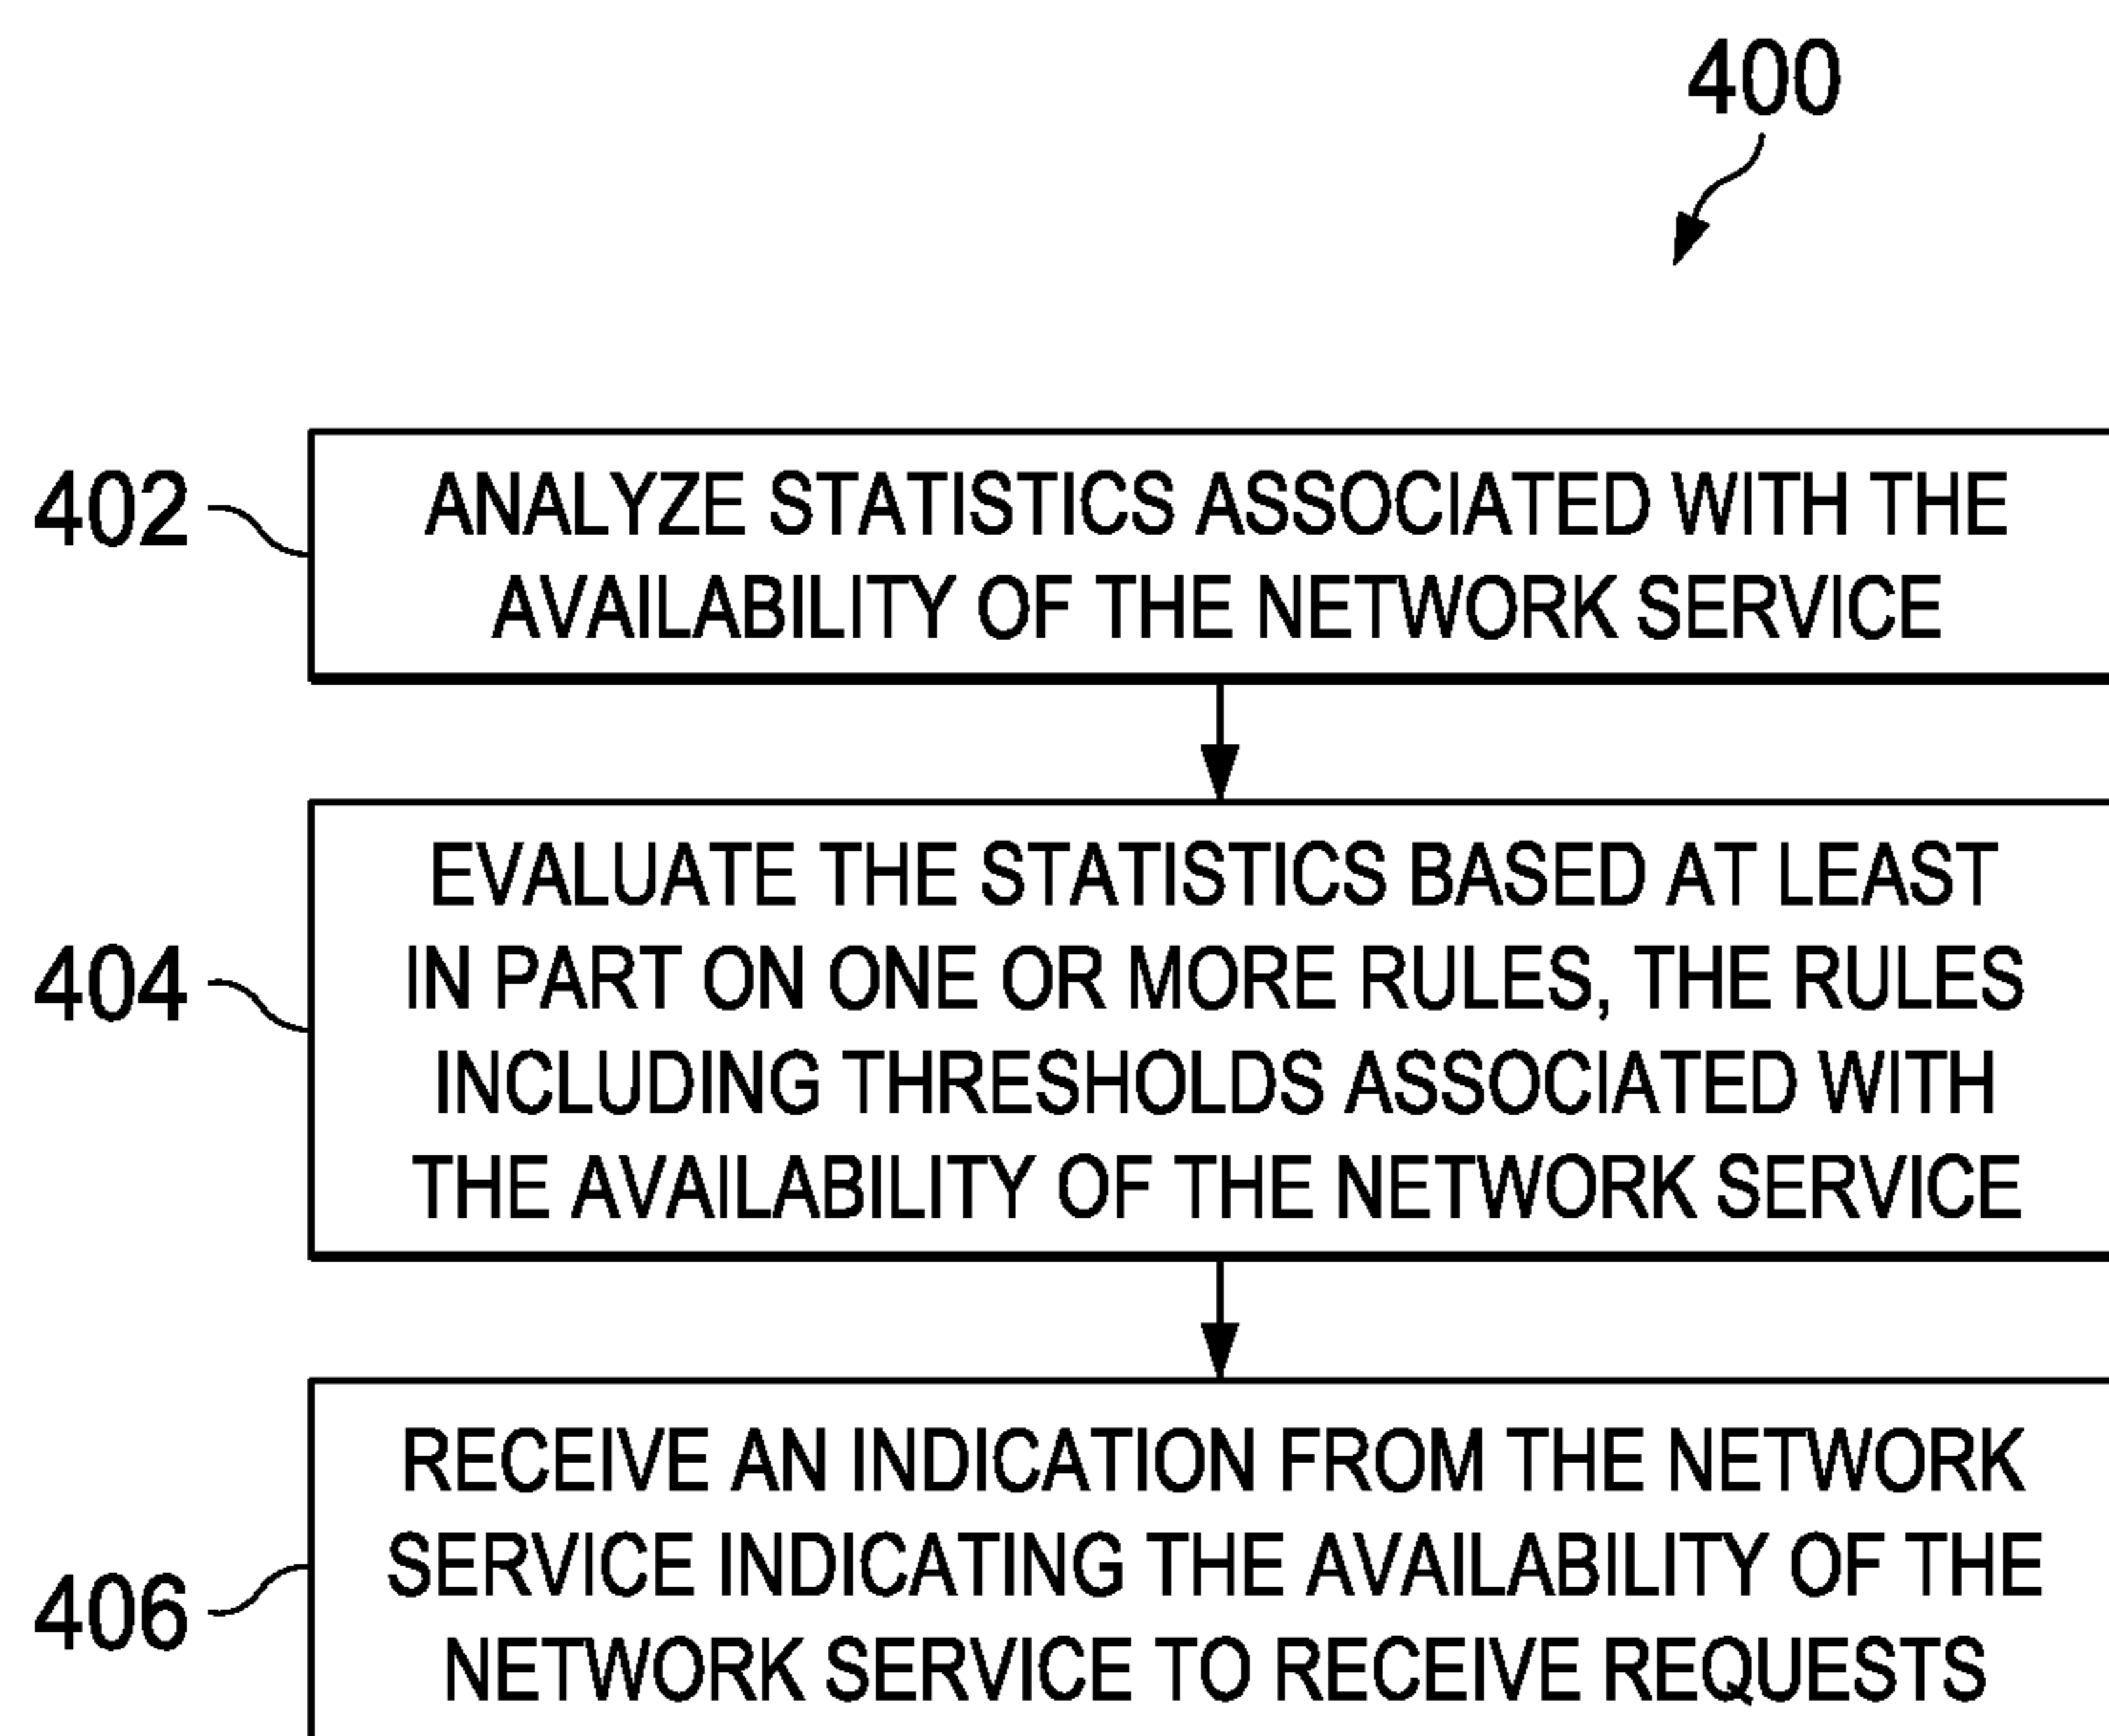 400
402
ANALYZE STATISTICS ASSOCIATED WITH THE
AVAILABILITY OF THE NETWORK SERVICE
404
EVALUATE THE STATISTICS BASED AT LEAST
IN PART ON ONE OR MORE RULES, THE RULES
INCLUDING THRESHOLDS ASSOCIATED WITH
THE AVAILABILITY OF THE NETWORK SERVICE
406
RECEIVE AN INDICATION FROM THE NETWORK
SERVICE INDICATING THE AVAILABILITY OF THE
NETWORK SERVICE TO RECEIVE REQUESTS